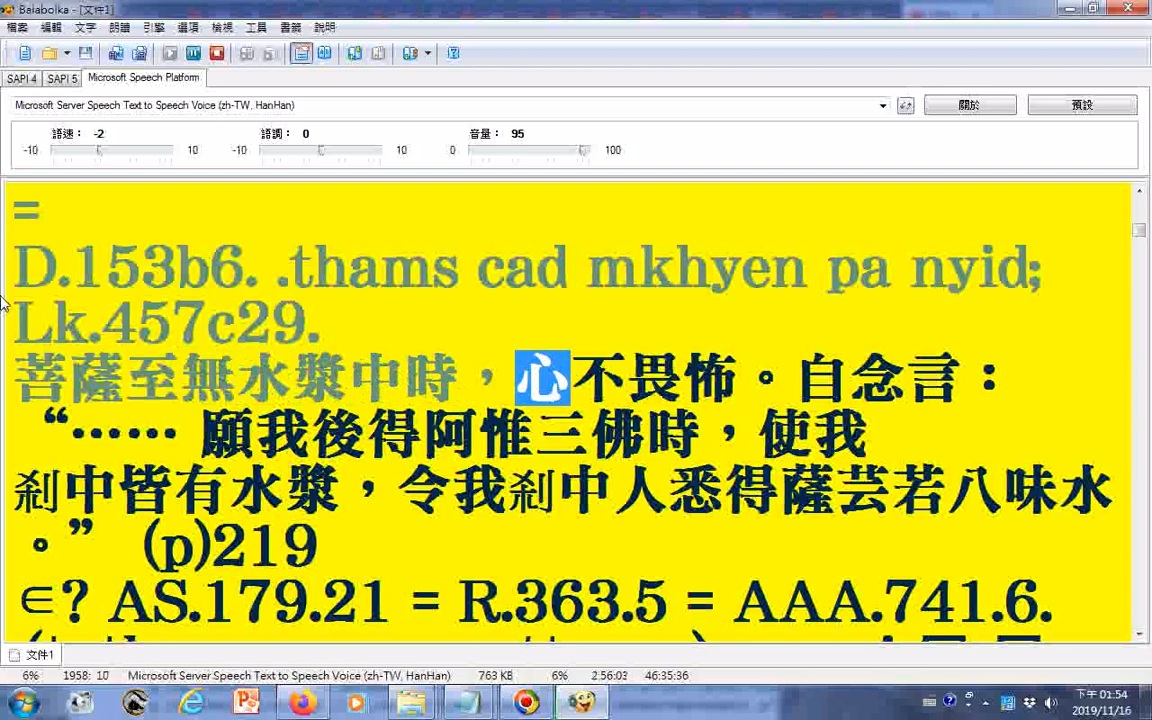 Balabolka - [文件1]
檔案 編輯 文字 朗讀 引擎 選項 檢視 工具 書籤 說明
SAPI 4 SAPI 5 Microsoft Speech Platform
Microsoft Server Speech Text to Speech Voice (zh-TW, HanHan) 關於 預設
語速： -2 語調： 0 音量： 95
-10 10 -10 10 0 100
=
D.153b6. .thams cad mkhyen pa nyid;
Lk.457c29.
菩薩至無水漿中時，心不畏怖。自念言：
“…… 願我後得阿惟三佛時，使我
剎中皆有水漿，令我剎中人悉得薩芸若八味水
。” (p)219
∈? AS.179.21 = R.363.5 = AAA.741.6.
文件1
6% 1958: 10 Microsoft Server Speech Text to Speech Voice (zh-TW, HanHan) 763 KB 6% 2:56:03 46:35:36
下午 01:54
2019/11/16